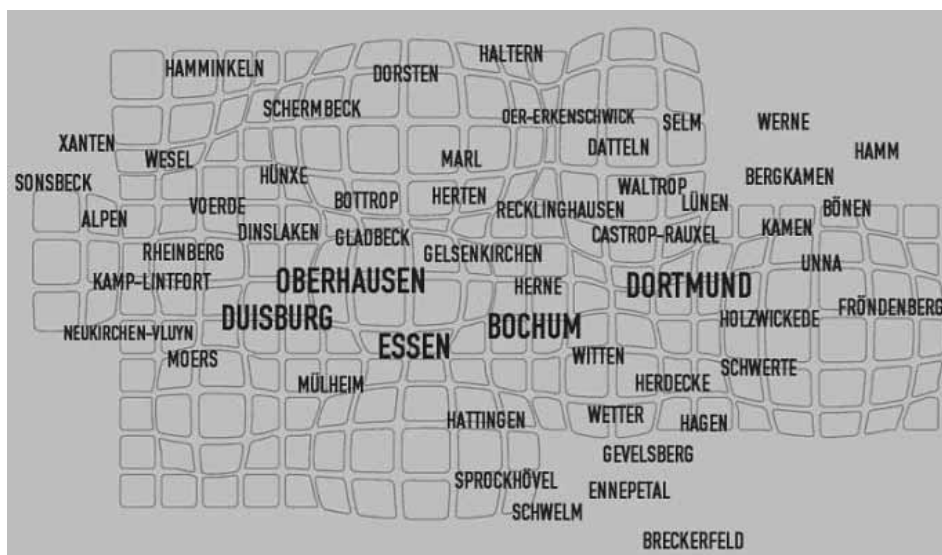 HALTERN
HAMMINKELN
DORSTEN
SCHERMBECK
OER-ERKENSCHWICK
SELM
WERNE
XANTEN
DATTELN
HAMM
WESEL
MARL
HÜNXE
BERGKAMEN
SONSBECK
WALTROP
VOERDE
BOTTROP
HERTEN
RECKLINGHAUSEN
LÜNEN
BÖNEN
ALPEN
DINSLAKEN
GLADBECK
CASTROP-RAUXEL
KAMEN
RHEINBERG
GELSENKIRCHEN
UNNA
KAMP-LINTFORT
OBERHAUSEN
HERNE
DORTMUND
FRÖNDENBERG
DUISBURG
BOCHUM
HOLZWICKEDE
NEUKIRCHEN-VLUYN
ESSEN
MOERS
WITTEN
SCHWERTE
MÜLHEIM
HERDECKE
HATTINGEN
WETTER
HAGEN
GEVELSBERG
SPROCKHÖVEL
ENNEPETAL
SCHWELM
BRECKERFELD